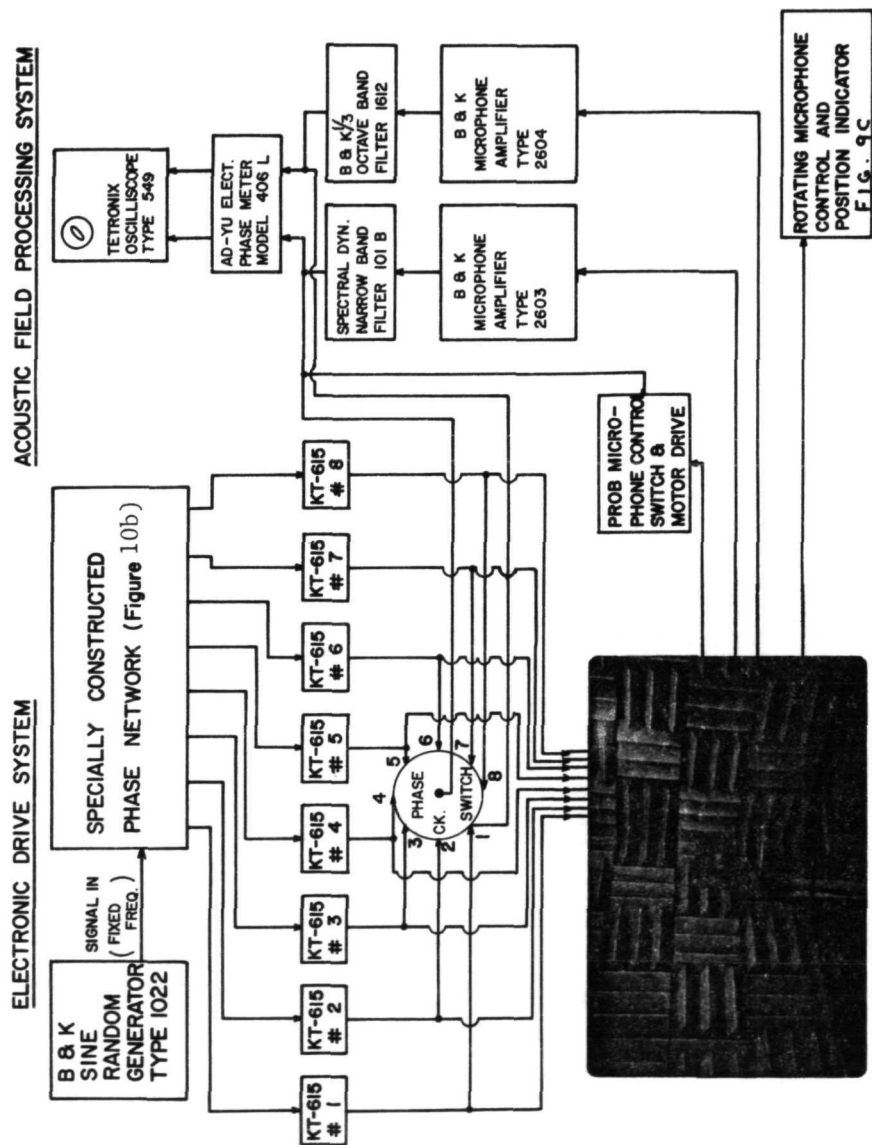 ELECTRONIC DRIVE SYSTEM
B & K
SINE
RANDOM
GENERATOR
TYPE 1022
SIGNAL IN
( FIXED
FREQ. )
SPECIALLY CONSTRUCTED
PHASE NETWORK (Figure 10b)
KT-615
# 1
KT-615
# 2
KT-615
# 3
KT-615
# 4
KT-615
# 5
KT-615
# 6
KT-615
# 7
KT-615
# 8
PHASE
CK.
SWITCH
1
2
3
4
5
6
7
8
ACOUSTIC FIELD PROCESSING SYSTEM
TETRONIX
OSCILLISCOPE
TYPE 549
AD-YU ELECT.
PHASE METER
MODEL 406 L
SPECTRAL DYN.
NARROW BAND
FILTER 101 B
B & K 1/3
OCTAVE BAND
FILTER 1612
B & K
MICROPHONE
AMPLIFIER
TYPE
2603
B & K
MICROPHONE
AMPLIFIER
TYPE
2604
PROB MICRO-
PHONE CONTROL
SWITCH &
MOTOR DRIVE
ROTATING MICROPHONE
CONTROL AND
POSITION INDICATOR
FIG. 9C